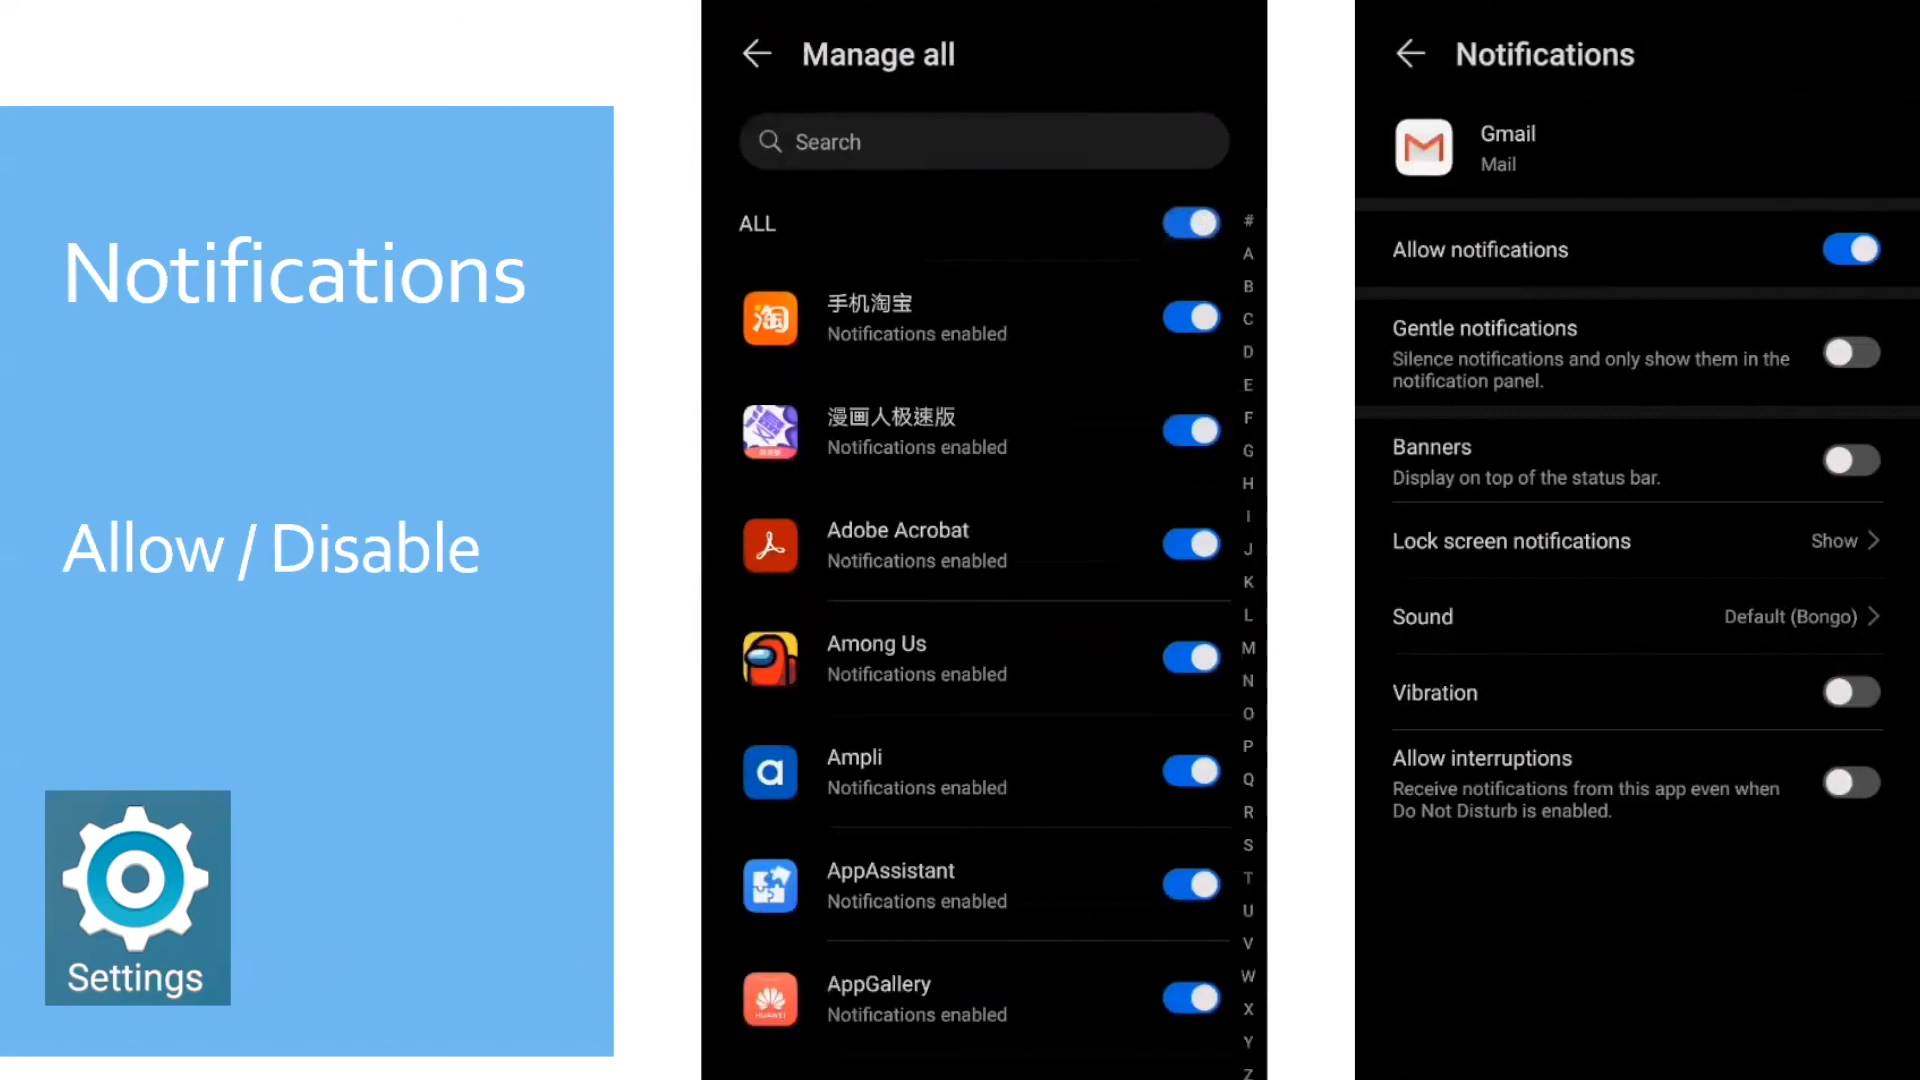 Notifications
Allow / Disable
Settings
Manage all
Search
ALL
手机淘宝
Notifications enabled
漫画人极速版
Notifications enabled
Adobe Acrobat
Notifications enabled
Among Us
Notifications enabled
Ampli
Notifications enabled
AppAssistant
Notifications enabled
AppGallery
Notifications enabled
淘
HUAWEI
#
A
B
C
D
E
F
G
H
I
J
K
L
M
N
O
P
Q
R
S
T
U
V
W
X
Y
Z
Notifications
Gmail
Mail
Allow notifications
Gentle notifications
Silence notifications and only show them in the
notification panel.
Banners
Display on top of the status bar.
Lock screen notifications Show
Sound Default (Bongo)
Vibration
Allow interruptions
Receive notifications from this app even when
Do Not Disturb is enabled.